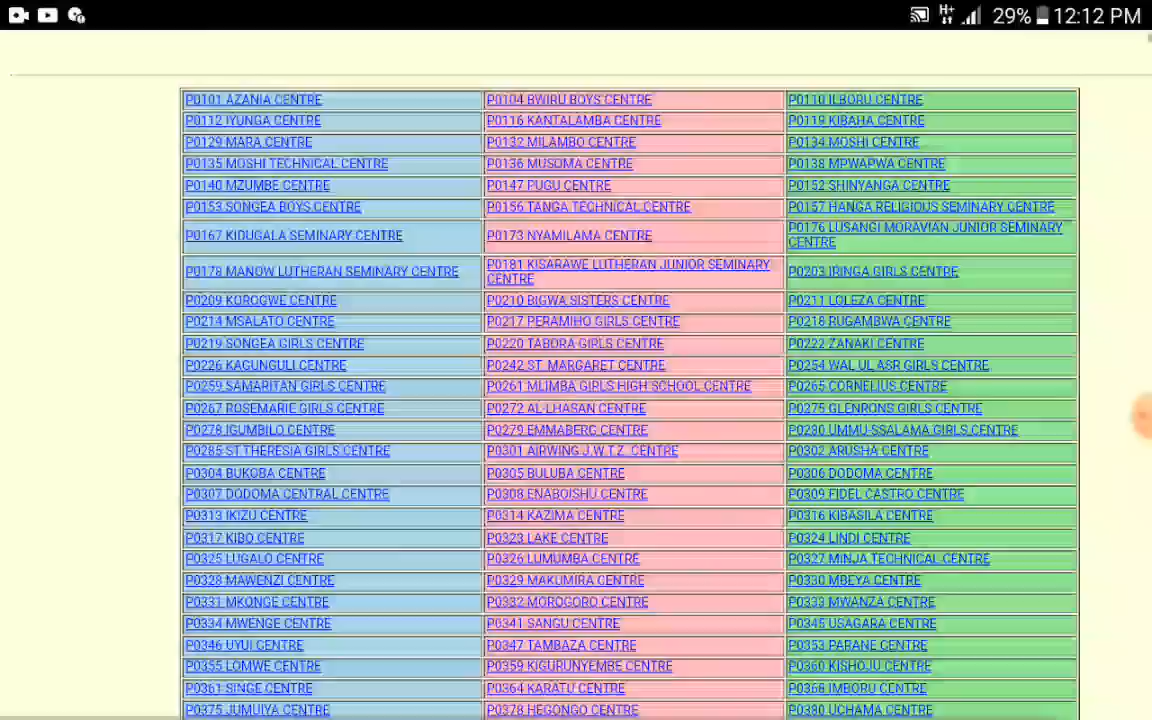 29% 12:12 PM
P0101 AZANIA CENTRE P0104 BWIRU BOYS CENTRE P0110 ILBORU CENTRE
P0112 IYUNGA CENTRE P0116 KANTALAMBA CENTRE P0119 KIBAHA CENTRE
P0129 MARA CENTRE P0132 MILAMBO CENTRE P0134 MOSHI CENTRE
P0135 MOSHI TECHNICAL CENTRE P0136 MUSOMA CENTRE P0138 MPWAPWA CENTRE
P0140 MZUMBE CENTRE P0147 PUGU CENTRE P0152 SHINYANGA CENTRE
P0153 SONGEA BOYS CENTRE P0156 TANGA TECHNICAL CENTRE P0157 HANGA RELIGIOUS SEMINARY CENTRE
P0167 KIDUGALA SEMINARY CENTRE P0173 NYAMILAMA CENTRE P0176 LUSANGI MORAVIAN JUNIOR SEMINARY
CENTRE
P0178 MANOW LUTHERAN SEMINARY CENTRE P0181 KISARAWE LUTHERAN JUNIOR SEMINARY
CENTRE P0203 IRINGA GIRLS CENTRE
P0209 KOROGWE CENTRE P0210 BIGWA SISTERS CENTRE P0211 LOLEZA CENTRE
P0214 MSALATO CENTRE P0217 PERAMIHO GIRLS CENTRE P0218 RUGAMBWA CENTRE
P0219 SONGEA GIRLS CENTRE P0220 TABORA GIRLS CENTRE P0222 ZANAKI CENTRE
P0226 KAGUNGULI CENTRE P0242 ST. MARGARET CENTRE P0254 WAL UL ASR GIRLS CENTRE
P0259 SAMARITAN GIRLS CENTRE P0261 MLIMBA GIRLS HIGH SCHOOL CENTRE P0265 CORNELIUS CENTRE
P0267 ROSEMARIE GIRLS CENTRE P0272 AL-LHASAN CENTRE P0275 GLENRONS GIRLS CENTRE
P0278 IGUMBILO CENTRE P0279 EMMABERG CENTRE P0280 UMMU-SSALAMA GIRLS CENTRE
P0285 ST.THERESIA GIRLS CENTRE P0301 AIRWING J.W.T.Z. CENTRE P0302 ARUSHA CENTRE
P0304 BUKOBA CENTRE P0305 BULUBA CENTRE P0306 DODOMA CENTRE
P0307 DODOMA CENTRAL CENTRE P0308 ENABOISHU CENTRE P0309 FIDEL CASTRO CENTRE
P0313 IKIZU CENTRE P0314 KAZIMA CENTRE P0316 KIBASILA CENTRE
P0317 KIBO CENTRE P0323 LAKE CENTRE P0324 LINDI CENTRE
P0325 LUGALO CENTRE P0326 LUMUMBA CENTRE P0327 MINJA TECHNICAL CENTRE
P0328 MAWENZI CENTRE P0329 MAKUMIRA CENTRE P0330 MBEYA CENTRE
P0331 MKONGE CENTRE P0332 MOROGORO CENTRE P0333 MWANZA CENTRE
P0334 MWENGE CENTRE P0341 SANGU CENTRE P0345 USAGARA CENTRE
P0346 UYUI CENTRE P0347 TAMBAZA CENTRE P0353 PARANE CENTRE
P0355 LOMWE CENTRE P0359 KIGURUNYEMBE CENTRE P0360 KISHOJU CENTRE
P0361 SINGE CENTRE P0364 KARATU CENTRE P0368 IMBORU CENTRE
P0375 JUMUIYA CENTRE P0378 HEGONGO CENTRE P0380 UCHAMA CENTRE